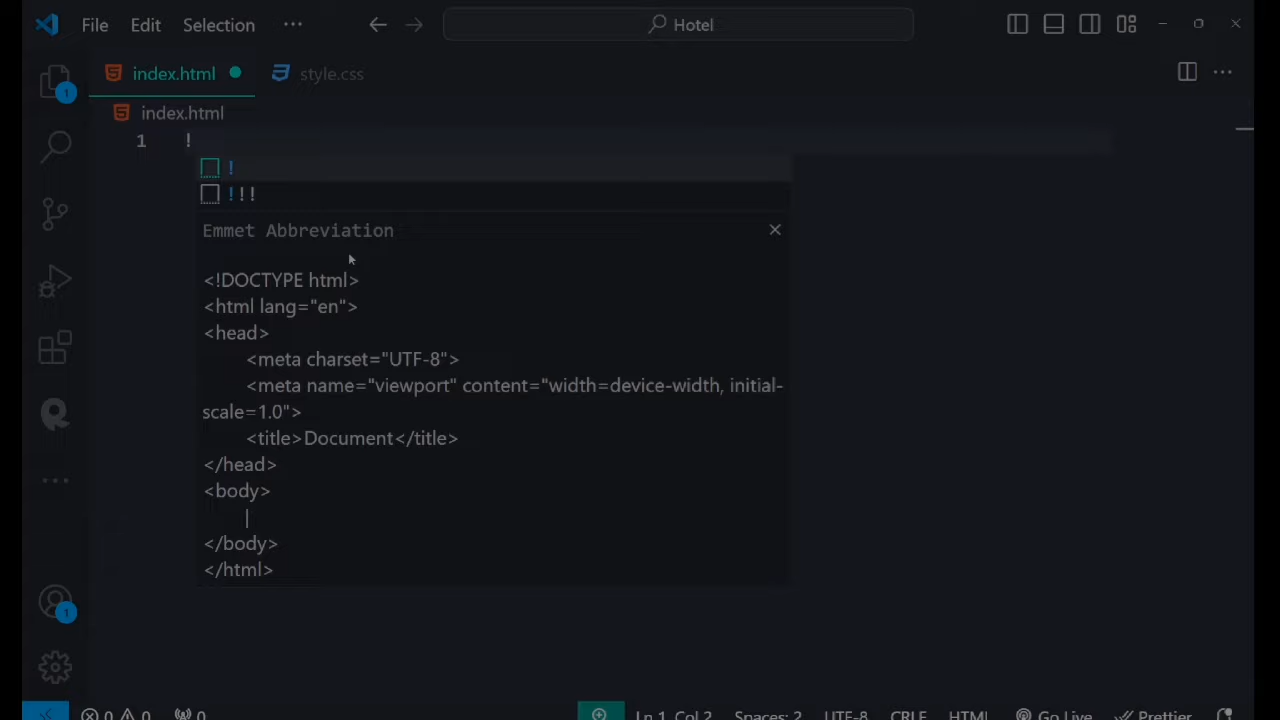 File Edit Selection ··· Hotel
index.html style.css
index.html
1 !
!
!!!
Emmet Abbreviation
<!DOCTYPE html>
<html lang="en">
<head>
<meta charset="UTF-8">
<meta name="viewport" content="width=device-width, initial-
scale=1.0">
<title>Document</title>
</head>
<body>
|
</body>
</html>
1
1
0 0 0 Ln 1, Col 2 Spaces: 2 UTF-8 CRLF HTML Go Live Prettier